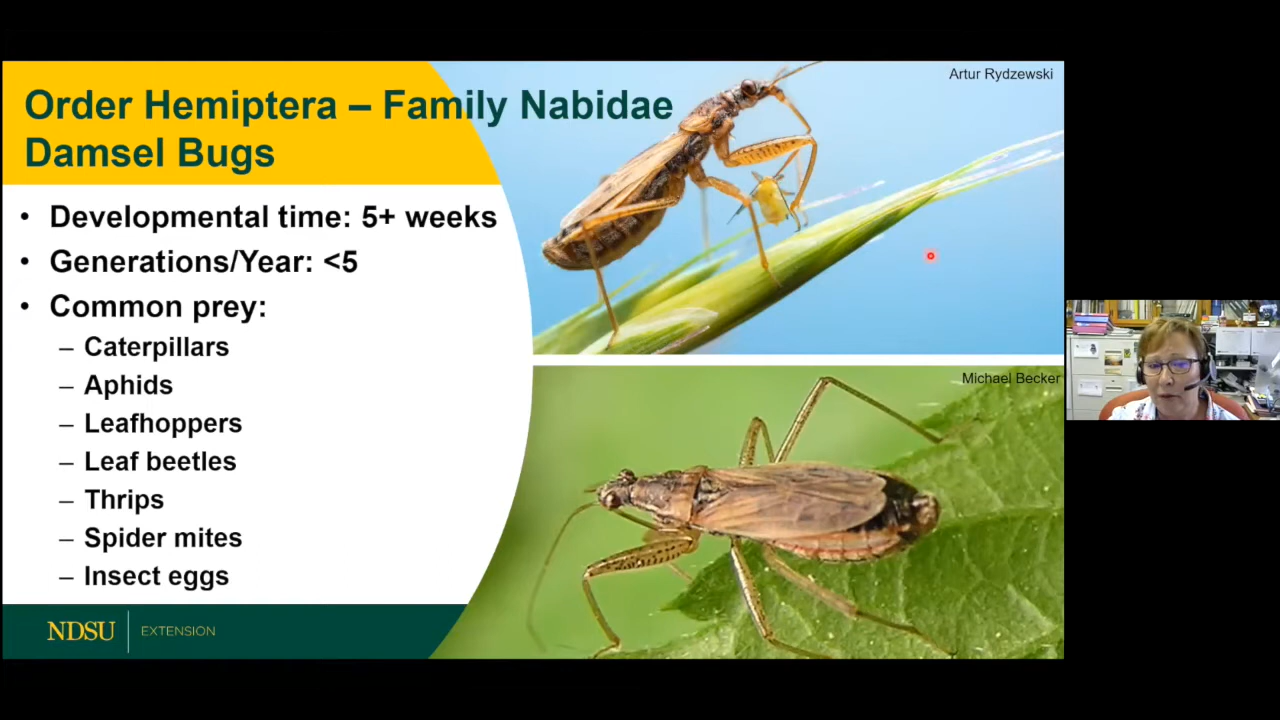 Order Hemiptera – Family Nabidae
Damsel Bugs
• Developmental time: 5+ weeks
• Generations/Year: <5
• Common prey:
– Caterpillars
– Aphids
– Leafhoppers
– Leaf beetles
– Thrips
– Spider mites
– Insect eggs
NDSU EXTENSION
Artur Rydzewski
Michael Becker